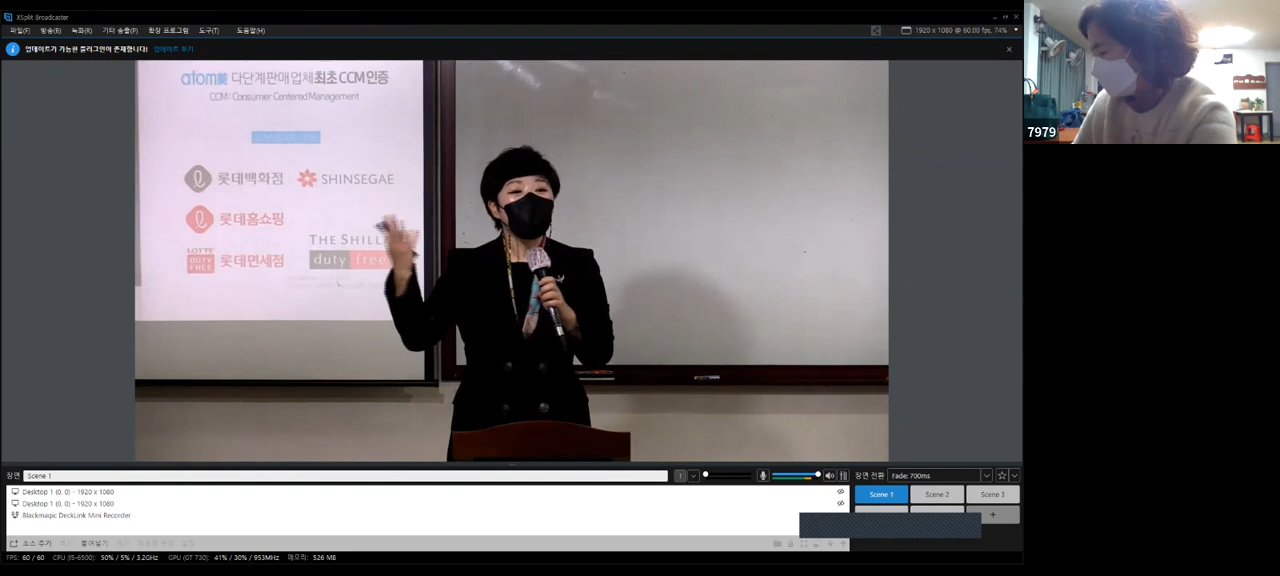 XSplit Broadcaster
파일(F) 방송(B) 녹화(R) 기타 송출(P) 확장 프로그램 도구(T) 도움말(H)
1920 x 1080 @ 60.00 fps, 74%
업데이트가 가능한 플러그인이 존재합니다! 업데이트 보기
atom美 다단계판매업체 최초 CCM 인증
CCM : Consumer Centered Management
롯데백화점 SHINSEGAE
롯데홈쇼핑
THE SHILL
LOTTE DUTY FREE 롯데면세점 duty free
7979
장면 Scene 1
장면 전환 Fade: 700ms
Desktop 1 (0, 0) - 1920 x 1080
Desktop 1 (0, 0) - 1920 x 1080
Blackmagic DeckLink Mini Recorder
Scene 1 Scene 2 Scene 3
소스 추가 붙여넣기
FPS: 60 / 60 CPU (i5-6500) 50% / 5% / 3.2GHz GPU (GT 730): 41% / 30% / 953MHz 메모리: 526 MB